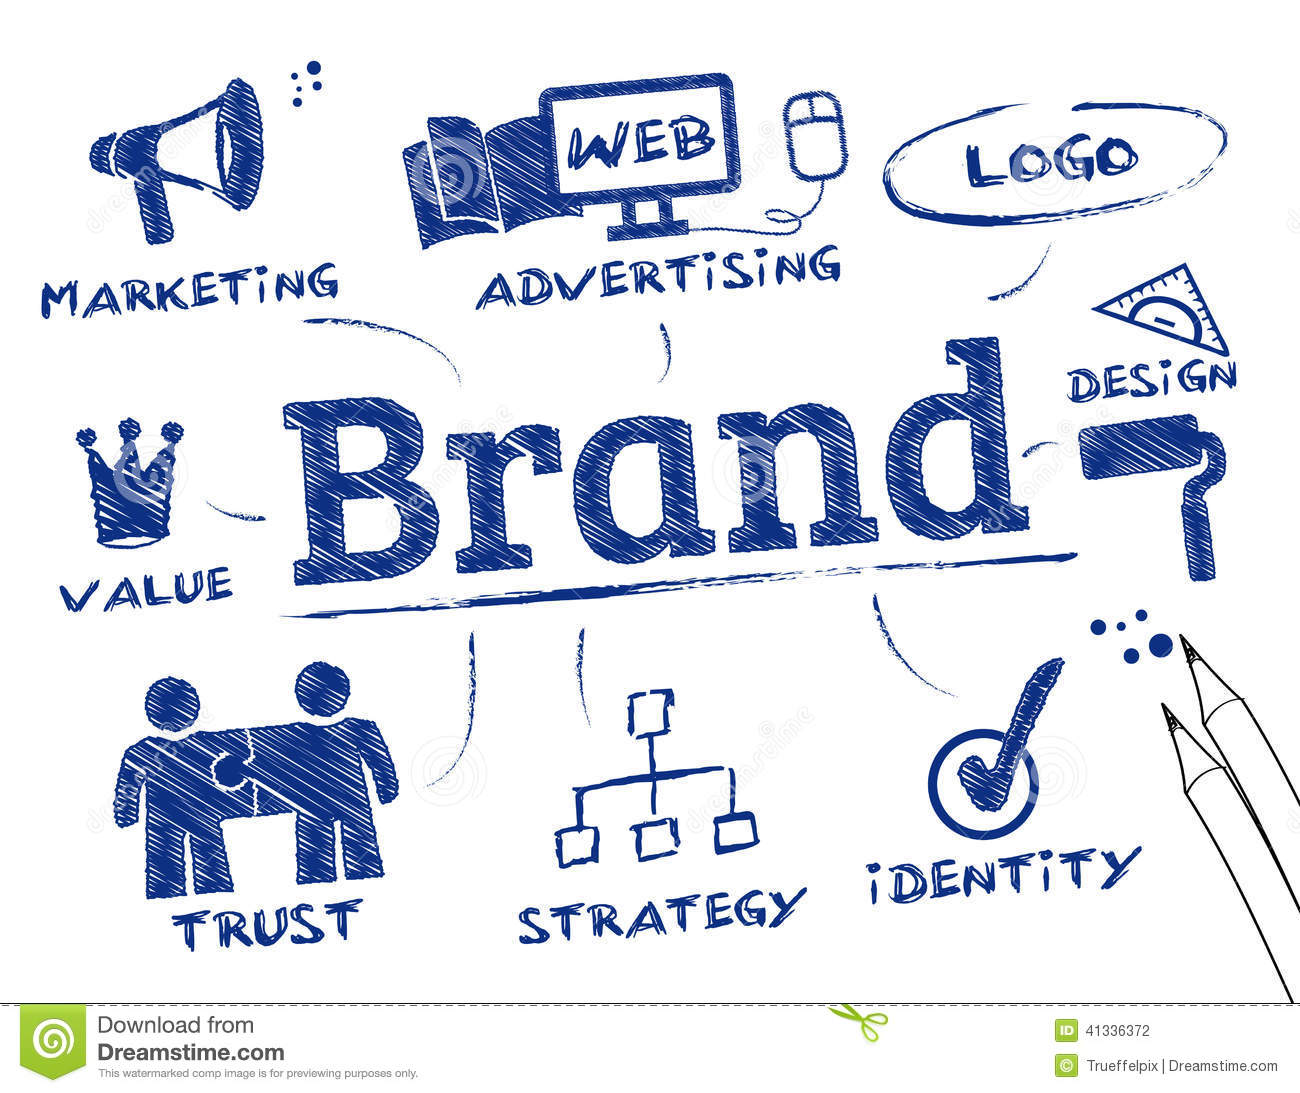 WEB
LOGO
MARKETiNG
ADVERTiSiNG
DESiGN
Brand
VALUE
TRUST
STRATEGY
iDENTiTY
Download from
Dreamstime.com
This watermarked comp image is for previewing purposes only.
ID 41336372
© Trueffelpix | Dreamstime.com